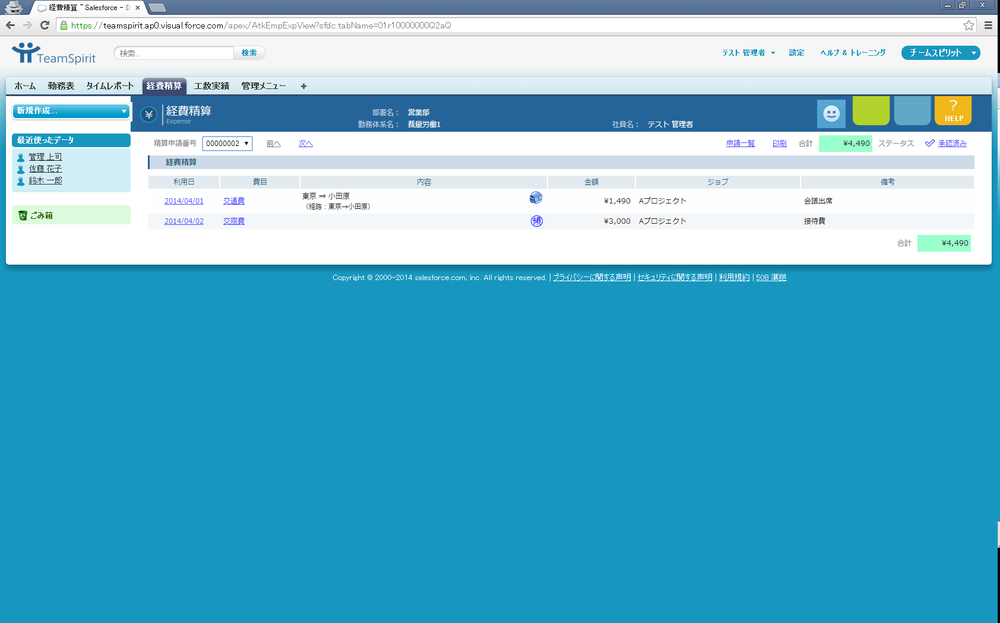 経費精算 ~ Salesforce - D
https://teamspirit.ap0.visual.force.com/apex/AtkEmpExpView?sfdc.tabName=01r10000000Q2aQ
TeamSpirit
検索...
検索
テスト 管理者
設定
ヘルプ & トレーニング
チームスピリット
ホーム 勤務表 タイムレポート 経費精算 工数実績 管理メニュー +
新規作成...
最近使ったデータ
管理 上司
佐藤 花子
鈴木 一郎
ごみ箱
¥
経費精算
Expense
部署名： 営業部
勤務体系名： 裁量労働1
社員名： テスト 管理者
?
HELP
精算申請番号 00000002 前へ 次へ 申請一覧 印刷 合計 ¥4,490 ステータス 承認済み
経費精算
利用日 費目 内容 金額 ジョブ 備考
2014/04/01 交通費 東京 ⇒ 小田原 ¥1,490 Aプロジェクト 会議出席
（経路：東京→小田原）
2014/04/02 交際費 領 ¥3,000 Aプロジェクト 接待費
合計 ¥4,490
Copyright © 2000-2014 salesforce.com, inc. All rights reserved. | プライバシーに関する声明 | セキュリティに関する声明 | 利用規約 | 508 準拠